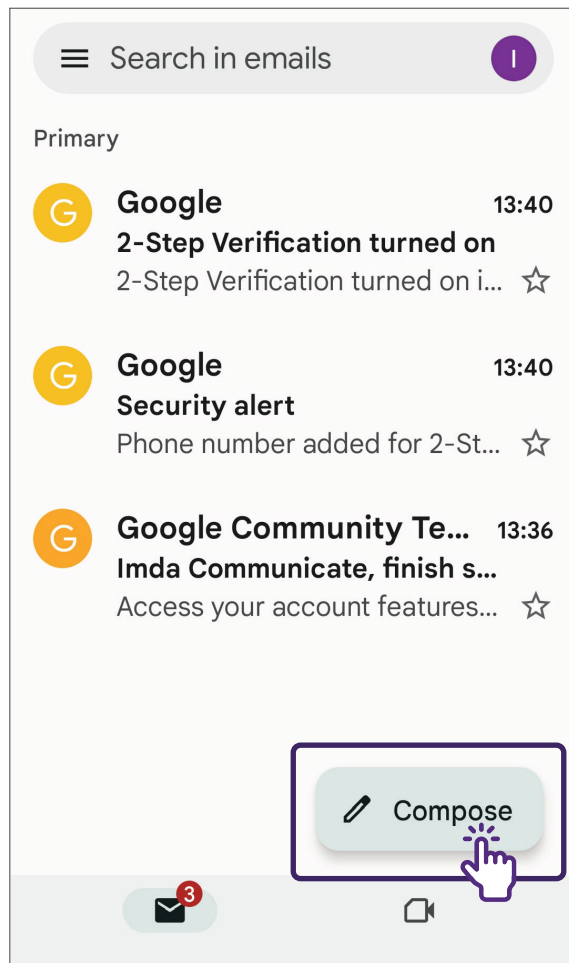 Search in emails
I
Primary
G
Google 13:40
2-Step Verification turned on
2-Step Verification turned on i...
G
Google 13:40
Security alert
Phone number added for 2-St...
G
Google Community Te... 13:36
Imda Communicate, finish s...
Access your account features...
Compose
3